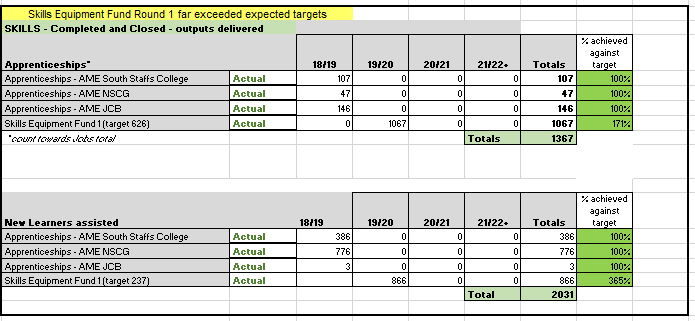 Skills Equipment Fund Round 1 far exceeded expected targets
SKILLS - Completed and Closed - outputs delivered
Apprenticeships* 18/19 19/20 20/21 21/22+ Totals % achieved against target
Apprenticeships - AME South Staffs College Actual 107 0 0 0 107 100%
Apprenticeships - AME NSCG Actual 47 0 0 0 47 100%
Apprenticeships - AME JCB Actual 146 0 0 0 146 100%
Skills Equipment Fund 1(target 626) Actual 0 1067 0 0 1067 171%
*count towards Jobs total Totals 1367
New Learners assisted 18/19 19/20 20/21 21/22+ Totals % achieved against target
Apprenticeships - AME South Staffs College Actual 386 0 0 0 386 100%
Apprenticeships - AME NSCG Actual 776 0 0 0 776 100%
Apprenticeships - AME JCB Actual 3 0 0 0 3 100%
Skills Equipment Fund 1(target 237) Actual 866 0 0 866 365%
Total 2031